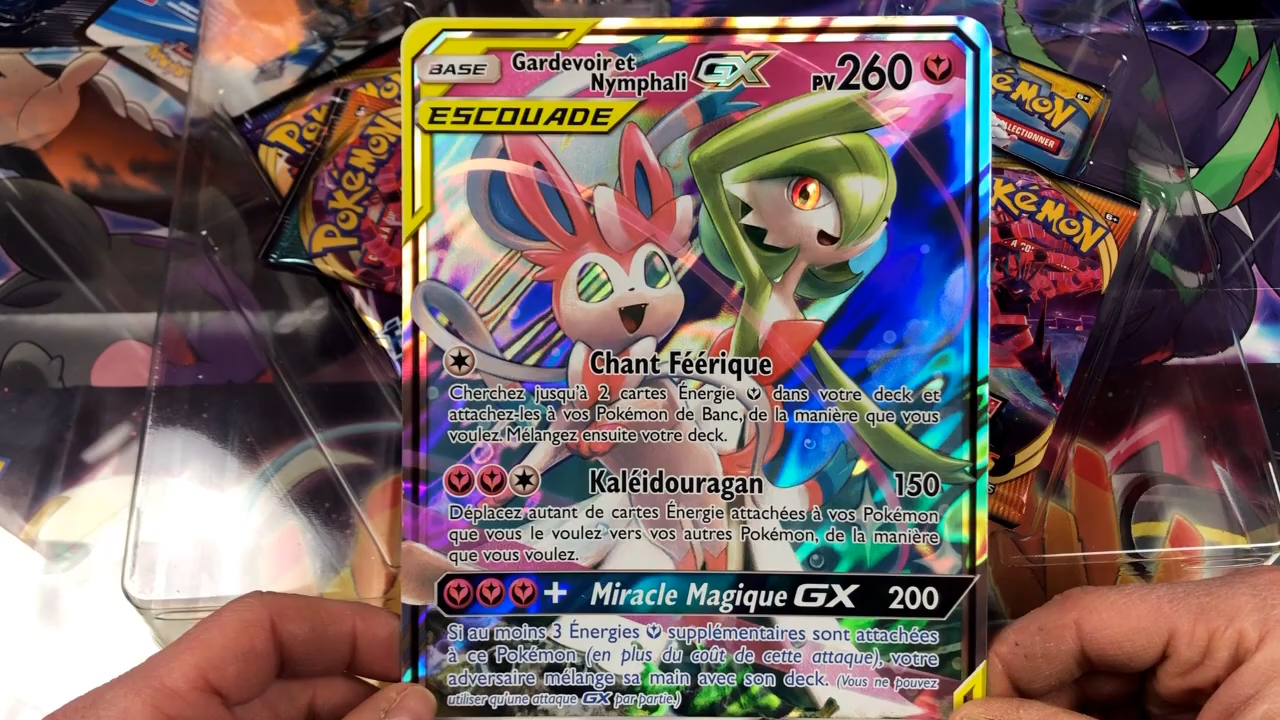 BASE
Gardevoir et
Nymphali GX
PV 260
ESCOUADE
Chant Féérique
Cherchez jusqu'à 2 cartes Énergie dans votre deck et
attachez-les à vos Pokémon de Banc, de la manière que vous
voulez. Mélangez ensuite votre deck.
Kaléidouragan 150
Déplacez autant de cartes Énergie attachées à vos Pokémon
que vous le voulez vers vos autres Pokémon, de la manière
que vous voulez.
+ Miracle Magique GX 200
Si au moins 3 Énergies supplémentaires sont attachées
à ce Pokémon (en plus du coût de cette attaque), votre
adversaire mélange sa main avec son deck. (Vous ne pouvez
utiliser qu'une attaque GX par partie.)
Pokémon
Pokémon